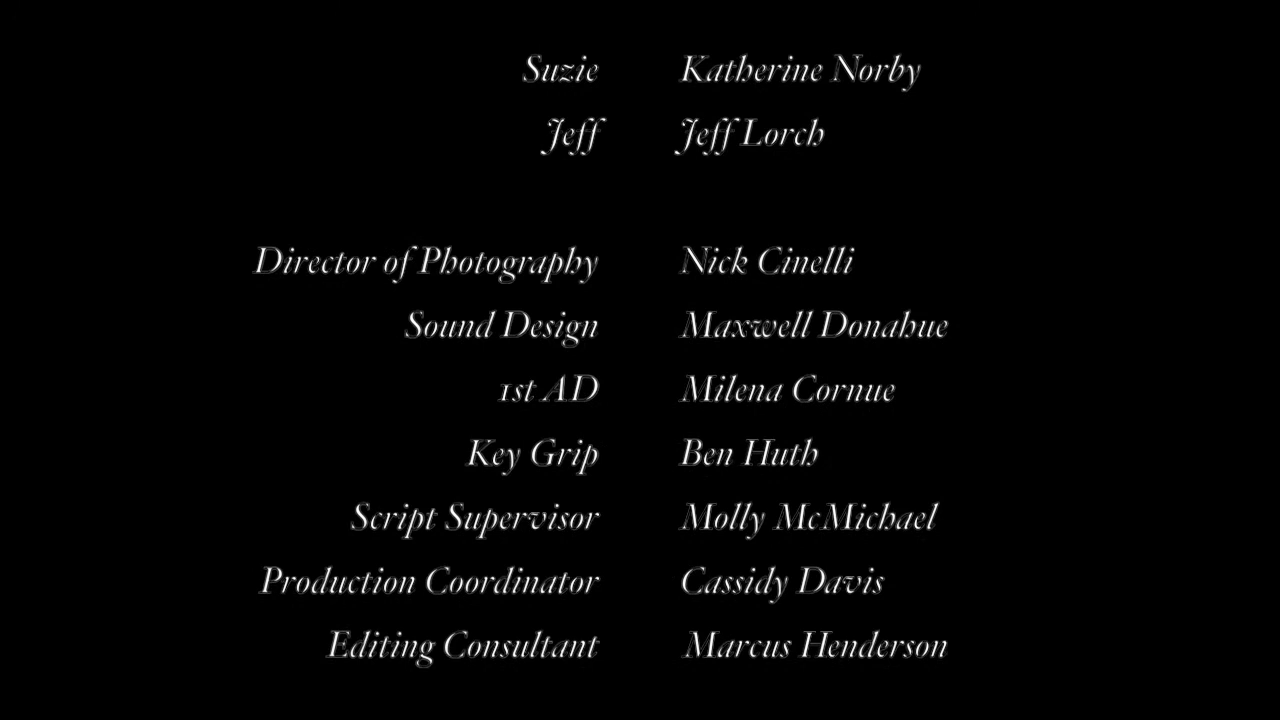 Suzie Katherine Norby
Jeff Jeff Lorch
Director of Photography Nick Cinelli
Sound Design Maxwell Donahue
1st AD Milena Cornue
Key Grip Ben Huth
Script Supervisor Molly McMichael
Production Coordinator Cassidy Davis
Editing Consultant Marcus Henderson